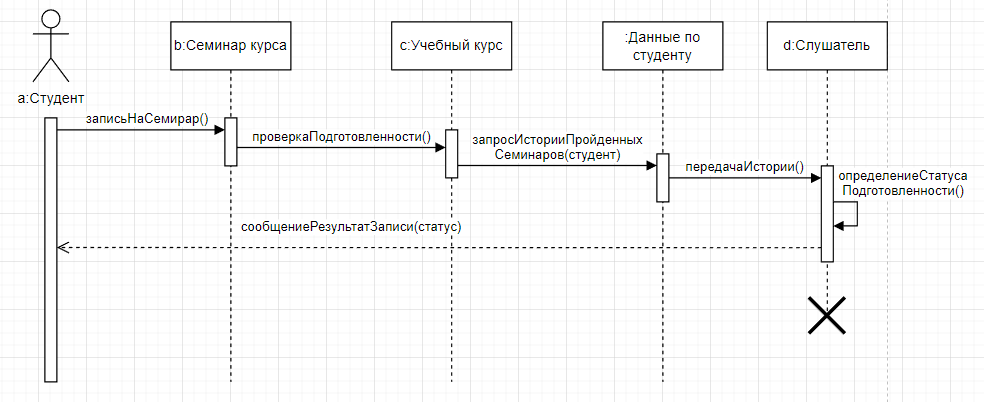 b:Семинар курса
c:Учебный курс
:Данные по
студенту
d:Слушатель
a:Студент
записьНаСемирар()
проверкаПодготовленности()
запросИсторииПройденных
Семинаров(студент)
передачаИстории()
определениеСтатуса
Подготовленности()
сообщениеРезультатЗаписи(статус)